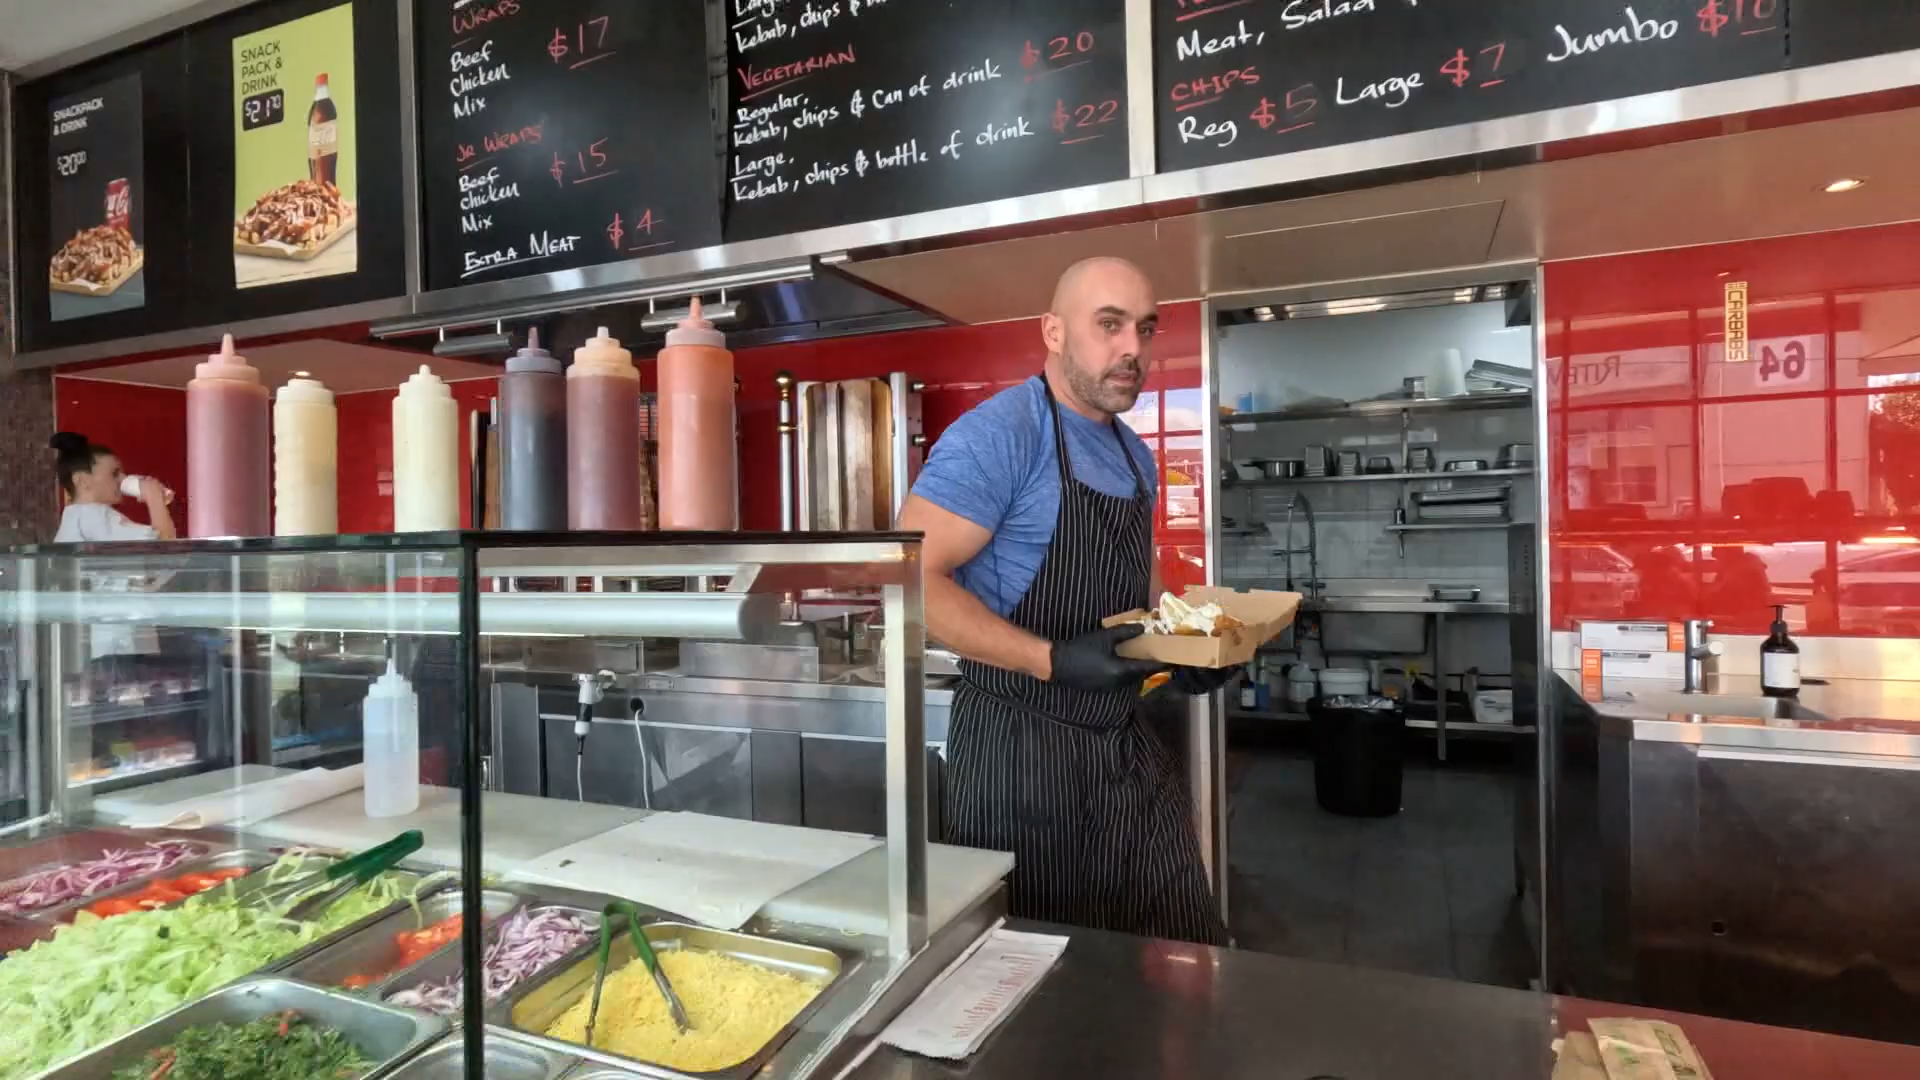 SNACKPACK
& DRINK
$20.00
SNACK
PACK &
DRINK
$21.70
WRAPS
Beef
Chicken
Mix
$17
JR WRAPS
Beef
chicken
Mix
$15
EXTRA MEAT $4
Large
kebab, chips &
VEGETARIAN
Regular.
kebab, chips & Can of drink $20
Large.
kebab, chips & bottle of drink $22
Meat, Salad
CHIPS
Reg $5 Large $7 Jumbo $10
64